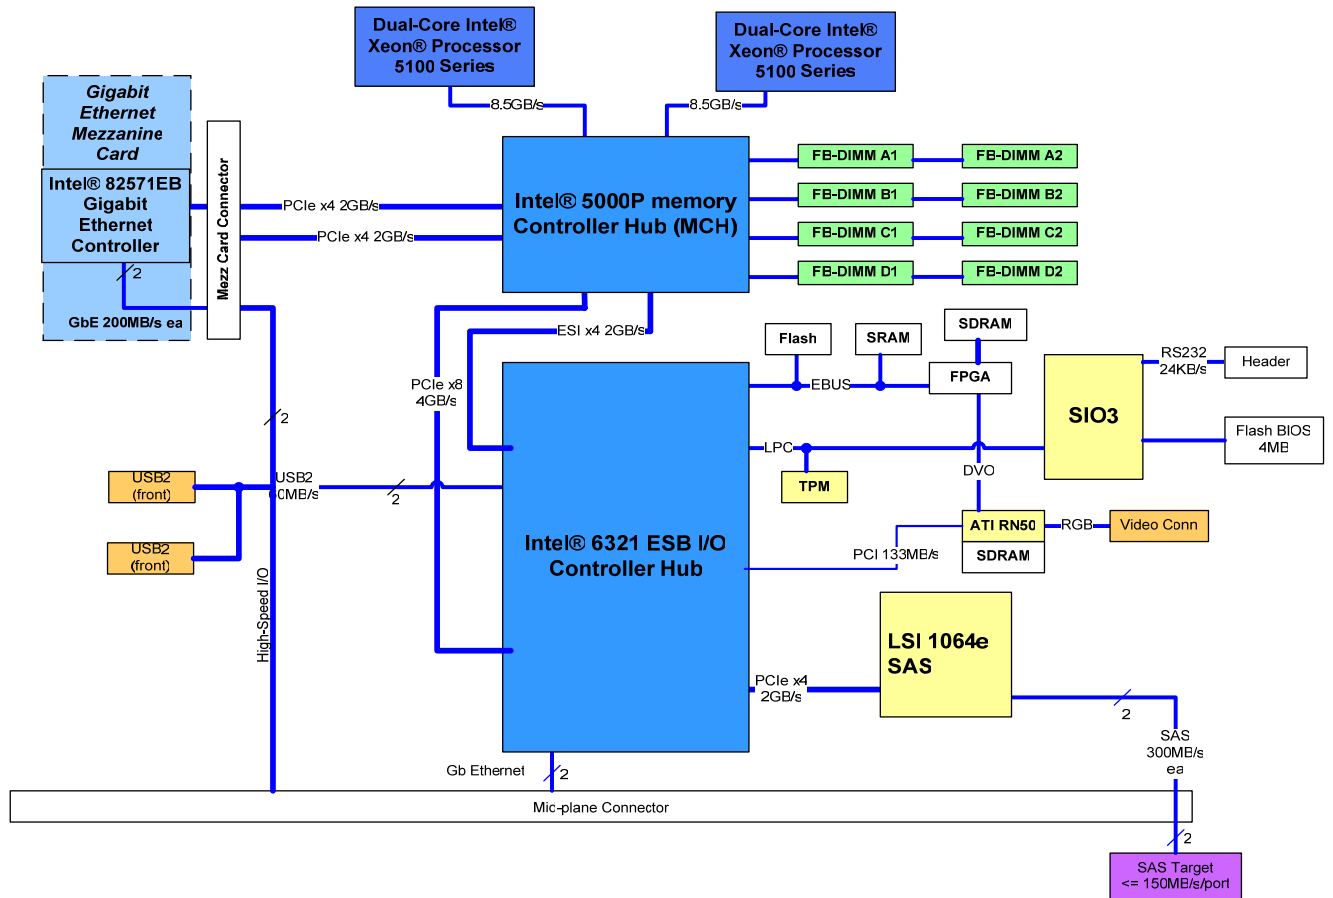 Dual-Core Intel®
Xeon® Processor
5100 Series
Dual-Core Intel®
Xeon® Processor
5100 Series
8.5GB/s
8.5GB/s
Gigabit
Ethernet
Mezzanine
Card
Intel® 82571EB
Gigabit
Ethernet
Controller
2
GbE 200MB/s ea
Mezz Card Connector
PCIe x4 2GB/s
PCIe x4 2GB/s
Intel® 5000P memory
Controller Hub (MCH)
FB-DIMM A1
FB-DIMM A2
FB-DIMM B1
FB-DIMM B2
FB-DIMM C1
FB-DIMM C2
FB-DIMM D1
FB-DIMM D2
ESI x4 2GB/s
PCIe x8
4GB/s
Flash
SRAM
SDRAM
EBUS
FPGA
SIO3
RS232
24KB/s
Header
Flash BIOS
4MB
LPC
TPM
DVO
2
USB2
(front)
USB2
60MB/s
2
USB2
(front)
High-Speed I/O
Intel® 6321 ESB I/O
Controller Hub
ATI RN50
SDRAM
RGB
Video Conn
PCI 133MB/s
LSI 1064e
SAS
PCIe x4
2GB/s
2
SAS
300MB/s
ea
Gb Ethernet
2
Mic-plane Connector
2
SAS Target
<= 150MB/s/port